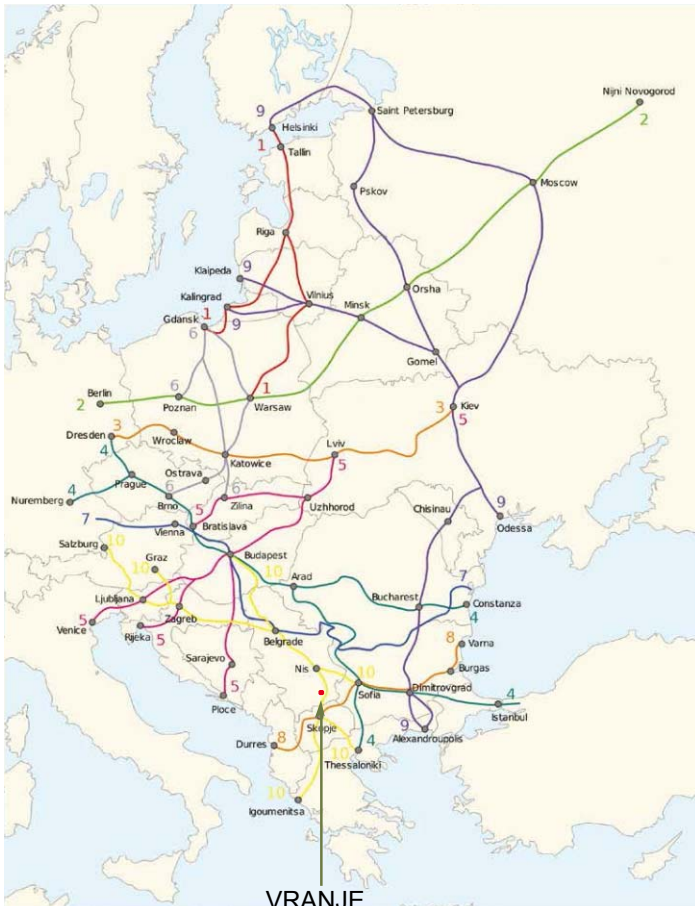 Nijni Novogorod
2
9
Saint Petersburg
Helsinki
1
Tallin
Moscow
Pskov
Riga
Klaipeda
9
Orsha
Kalingrad
Vilnius
Minsk
1
Gdansk
9
6
Gomel
6
1
Berlin
2
Poznan
Warsaw
3
Kiev
5
3
Dresden
Wroclaw
4
Lviv
5
Katowice
Ostrava
Prague
4
6
6
Nuremberg
Brno
Zilina
Uzhhorod
9
Chisinau
5
7
Odessa
Vienna
Bratislava
10
Salzburg
Budapest
Graz
10
10
7
Arad
Bucharest
Ljubljana
Constanza
4
Zagreb
5
5
Venice
Rijeka
Belgrade
8
Varna
Sarajevo
Nis
10
Burgas
5
Sofia
Dimitrovgrad
4
Ploce
Istanbul
9
Skopje
8
Durres
10
4
Alexandroupolis
Thessaloniki
10
Igoumenitsa
VRANJE